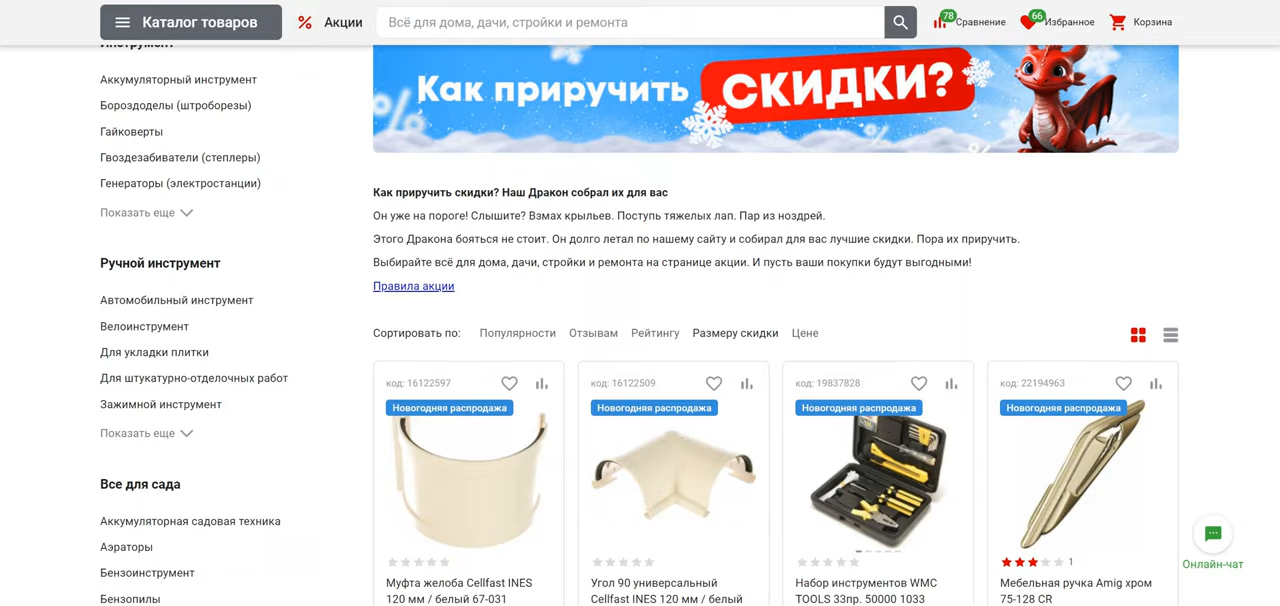 Каталог товаров
Акции
Всё для дома, дачи, стройки и ремонта
78
Сравнение
66
Избранное
Корзина
Инструмент
Аккумуляторный инструмент
Бороздоделы (штроборезы)
Гайковерты
Гвоздезабиватели (степлеры)
Генераторы (электростанции)
Показать еще
Ручной инструмент
Автомобильный инструмент
Велоинструмент
Для укладки плитки
Для штукатурно-отделочных работ
Зажимной инструмент
Показать еще
Все для сада
Аккумуляторная садовая техника
Аэраторы
Бензоинструмент
Бензопилы
Как приручить СКИДКИ?
Как приручить скидки? Наш Дракон собрал их для вас
Он уже на пороге! Слышите? Взмах крыльев. Поступь тяжелых лап. Пар из ноздрей.
Этого Дракона бояться не стоит. Он долго летал по нашему сайту и собирал для вас лучшие скидки. Пора их приручить.
Выбирайте всё для дома, дачи, стройки и ремонта на странице акции. И пусть ваши покупки будут выгодными!
Правила акции
Сортировать по: Популярности Отзывам Рейтингу Размеру скидки Цене
код: 16122597
Новогодняя распродажа
Муфта желоба Cellfast INES
120 мм / белый 67-031
код: 16122509
Новогодняя распродажа
Угол 90 универсальный
Cellfast INES 120 мм / белый
код: 19837828
Новогодняя распродажа
Набор инструментов WMC
TOOLS 33пр. 50000 1033
код: 22194963
Новогодняя распродажа
1
Мебельная ручка Amig хром
75-128 CR
Онлайн-чат